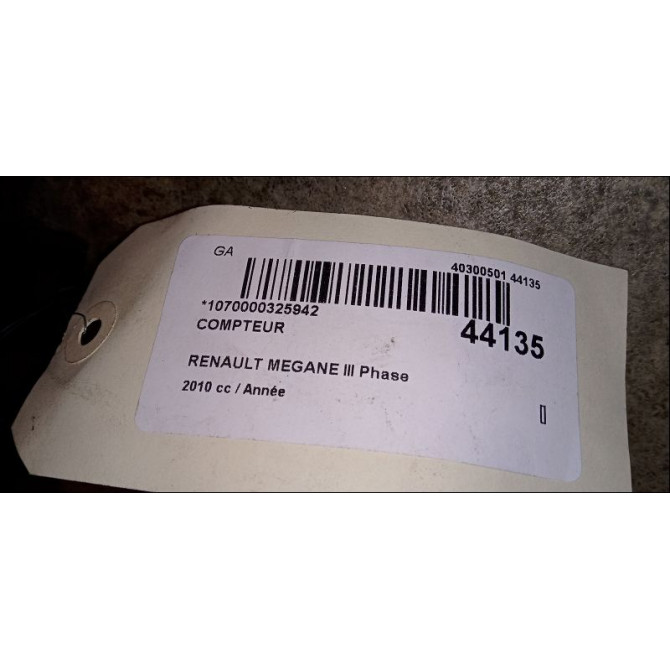 GA
40300501 44135
*1070000325942
COMPTEUR
44135
RENAULT MEGANE III Phase
2010 cc / Année